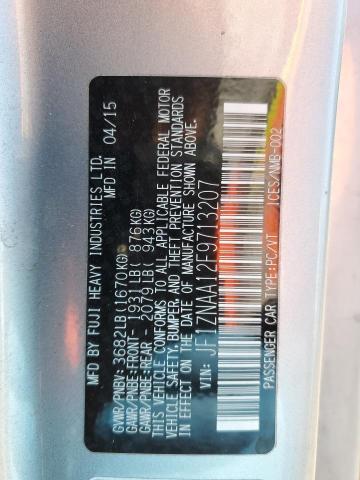 MFD BY FUJI HEAVY INDUSTRIES LTD.
MFD IN 04/15
GVWR/PNBV: 3682LB (1670KG)
GAWR/PNBE:FRONT- 1931LB ( 876KG)
GAWR/PNBE:REAR- 2079LB ( 943KG)
THIS VEHICLE CONFORMS TO ALL APPLICABLE FEDERAL MOTOR
VEHICLE SAFETY,BUMPER,AND THEFT PREVENTION STANDARDS
IN EFFECT ON THE DATE OF MANUFACTURE SHOWN ABOVE.
VIN: JF1ZNAA12F9713207
PASSENGER CAR TYPE:PC/VT
ICES/NMB-002